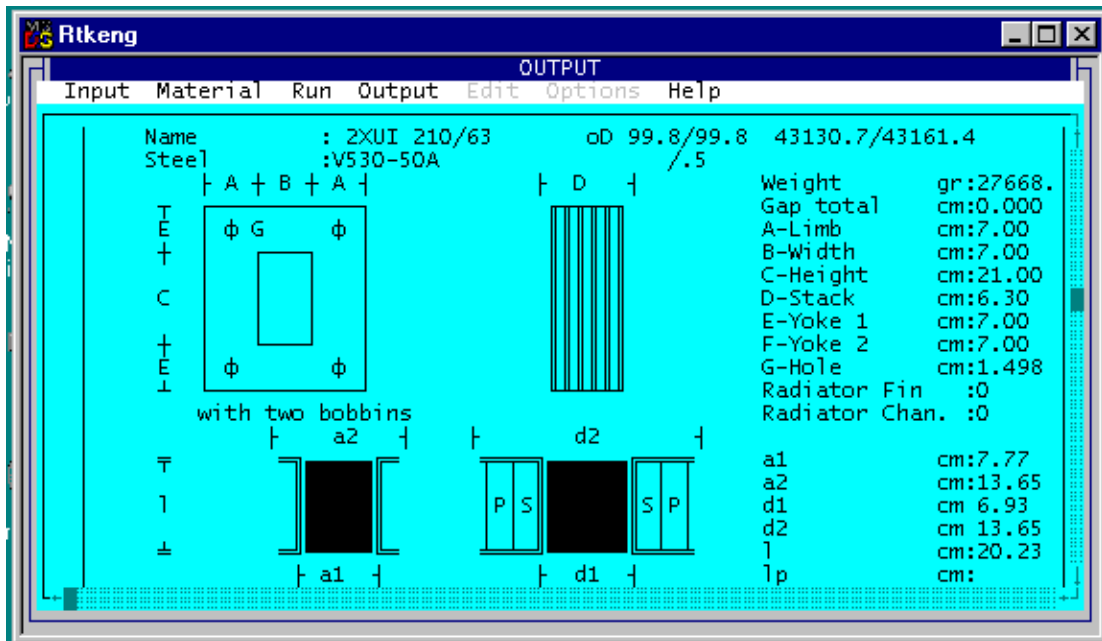 Rtkeng
OUTPUT
Input Material Run Output Edit Options Help
Name : 2XUI 210/63 oD 99.8/99.8 43130.7/43161.4
Steel :V530-50A /.5
A B A D Weight gr:27668.
E ф G ф Gap total cm:0.000
A-Limb cm:7.00
B-Width cm:7.00
C-Height cm:21.00
C D-Stack cm:6.30
E-Yoke 1 cm:7.00
F-Yoke 2 cm:7.00
E ф ф G-Hole cm:1.498
Radiator Fin :0
with two bobbins Radiator Chan. :0
a2 d2
a1 cm:7.77
a2 cm:13.65
l P S S P d1 cm 6.93
d2 cm 13.65
l cm:20.23
a1 d1 lp cm: